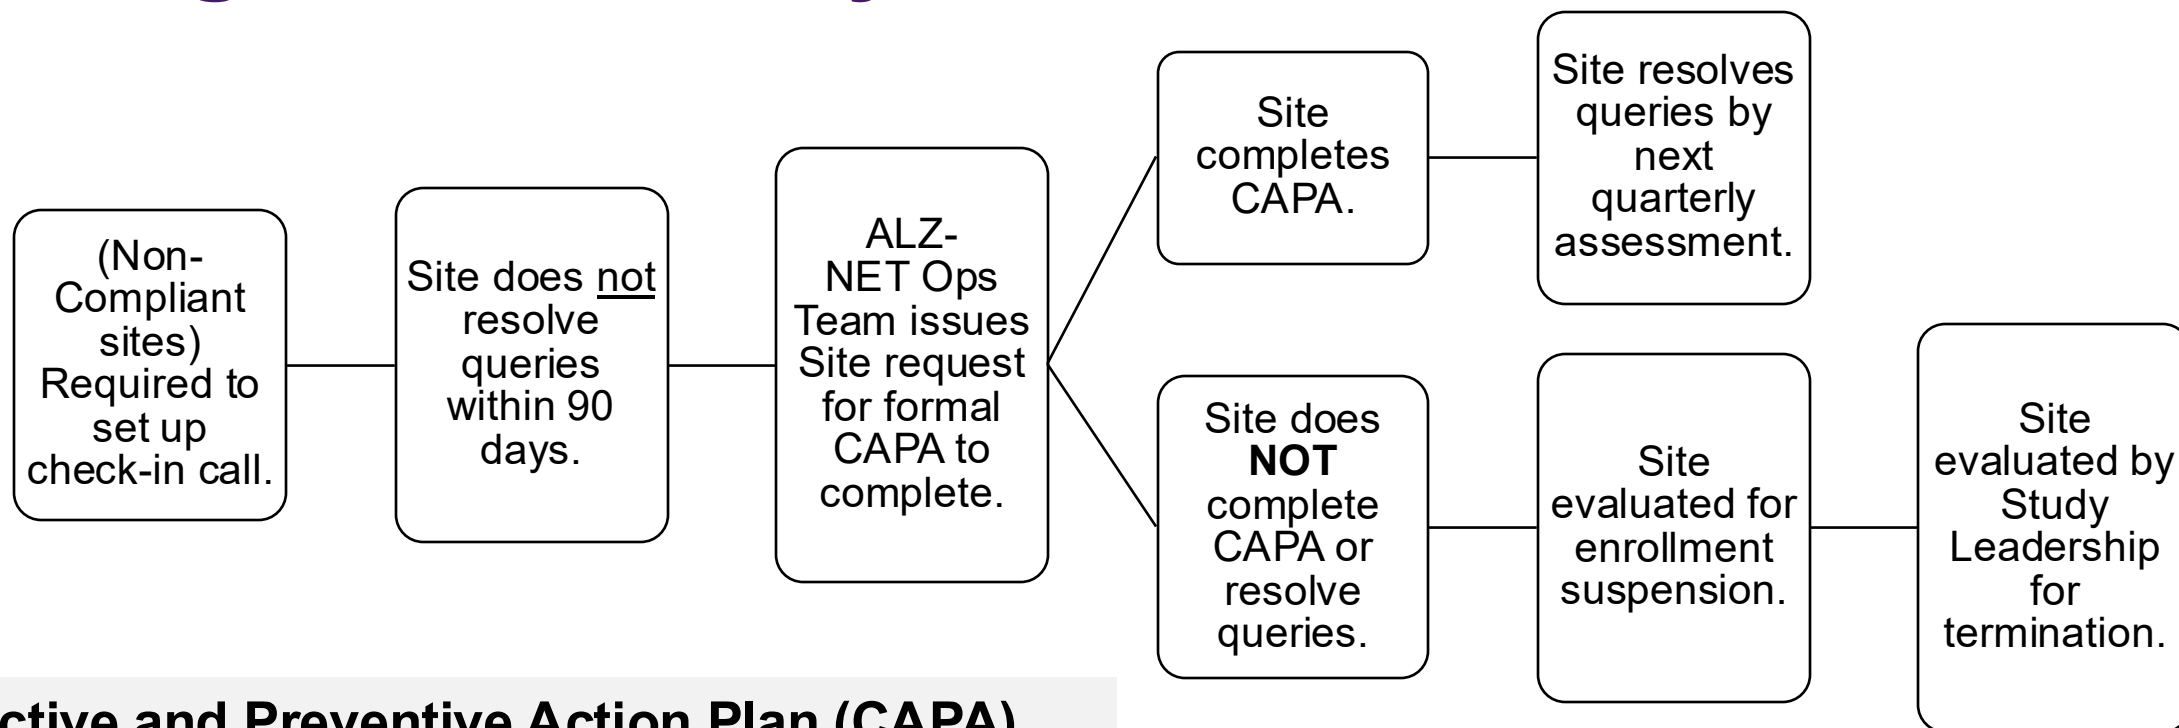 (Non-
Compliant
sites)
Required to
set up
check-in call.
Site does not
resolve
queries
within 90
days.
ALZ-
NET Ops
Team issues
Site request
for formal
CAPA to
complete.
Site
completes
CAPA.
Site resolves
queries by
next
quarterly
assessment.
Site does
NOT
complete
CAPA or
resolve
queries.
Site
evaluated for
enrollment
suspension.
Site
evaluated by
Study
Leadership
for
termination.
and Preventive Action Plan (CAPA)